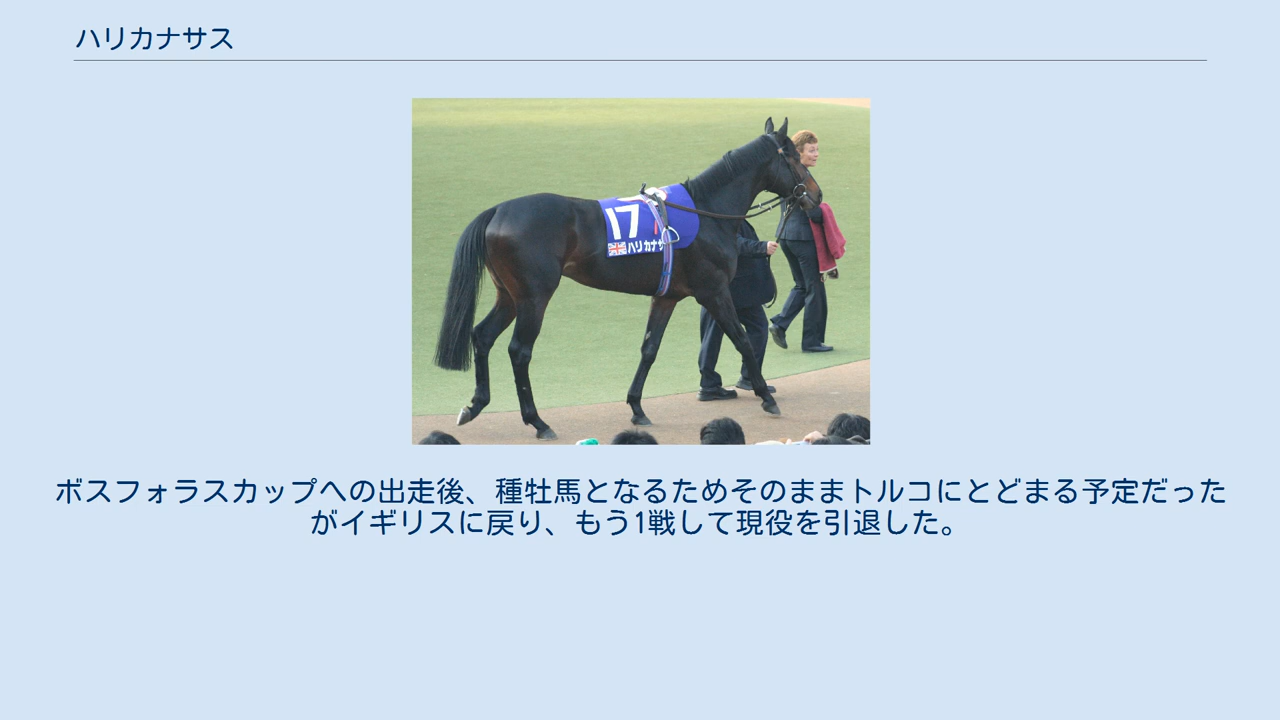 ハリカナサス
17
ハリカナサ
ボスフォラスカップへの出走後、種牡馬となるためそのままトルコにとどまる予定だった
がイギリスに戻り、もう1戦して現役を引退した。